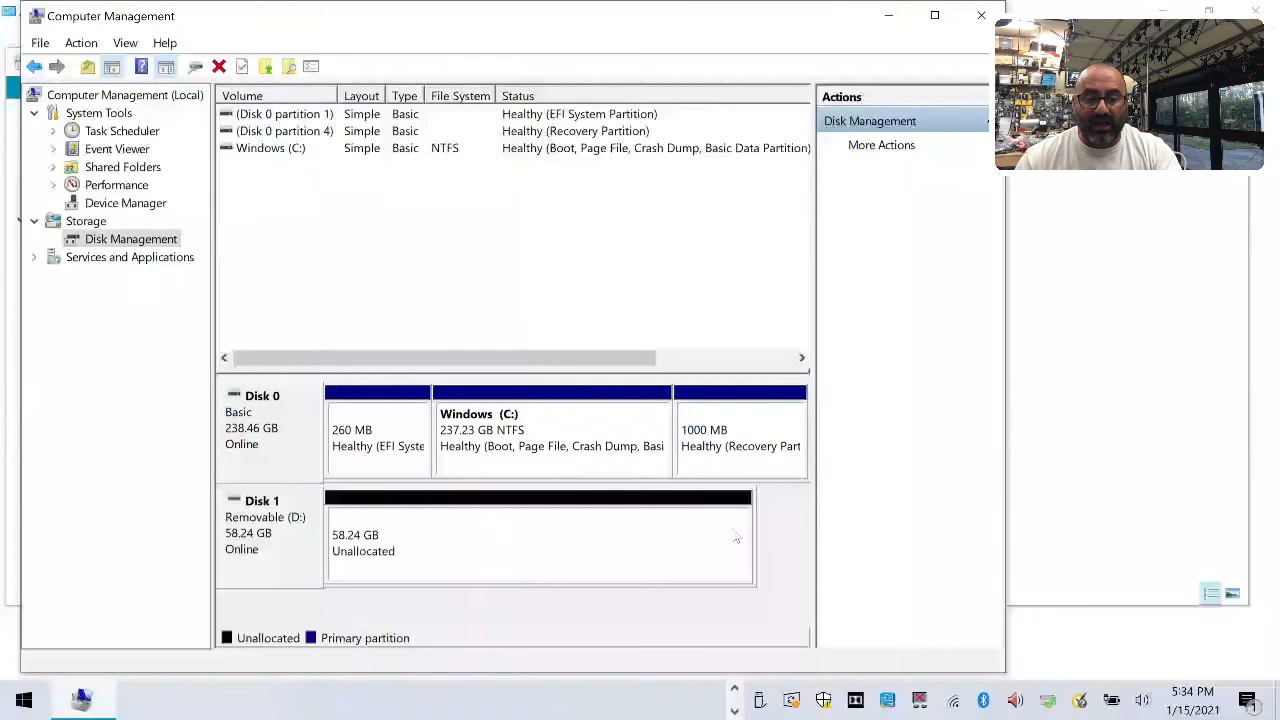 Computer Management
File Action View Help
Computer Management (Local)
System Tools
Task Scheduler
Event Viewer
Shared Folders
Performance
Device Manager
Storage
Disk Management
Services and Applications
Volume Layout Type File System Status
(Disk 0 partition 1) Simple Basic Healthy (EFI System Partition)
(Disk 0 partition 4) Simple Basic Healthy (Recovery Partition)
Windows (C:) Simple Basic NTFS Healthy (Boot, Page File, Crash Dump, Basic Data Partition)
Actions
Disk Management
More Actions
Disk 0
Basic
238.46 GB
Online
260 MB
Healthy (EFI Syste
Windows (C:)
237.23 GB NTFS
Healthy (Boot, Page File, Crash Dump, Basi
1000 MB
Healthy (Recovery Part
Disk 1
Removable (D:)
58.24 GB
Online
58.24 GB
Unallocated
Unallocated Primary partition
5:34 PM
1/15/2021
1